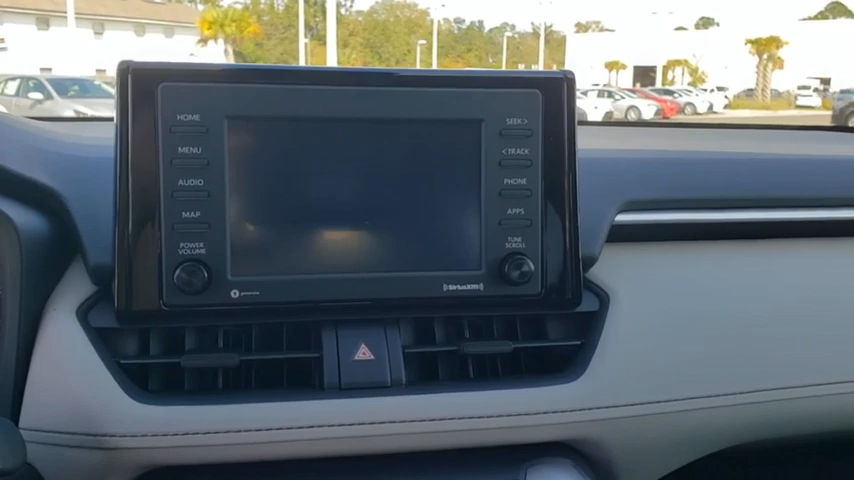 HOME
MENU
AUDIO
MAP
POWER
VOLUME
SEEK >
< TRACK
PHONE
APPS
TUNE
SCROLL
SiriusXM